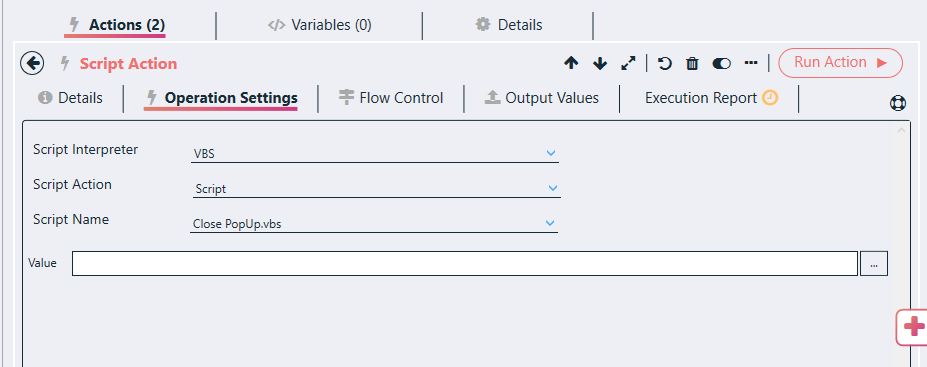 Actions (2) Variables (0) Details
Script Action Run Action
Details Operation Settings Flow Control Output Values Execution Report
Script Interpreter VBS
Script Action Script
Script Name Close PopUp.vbs
Value ...